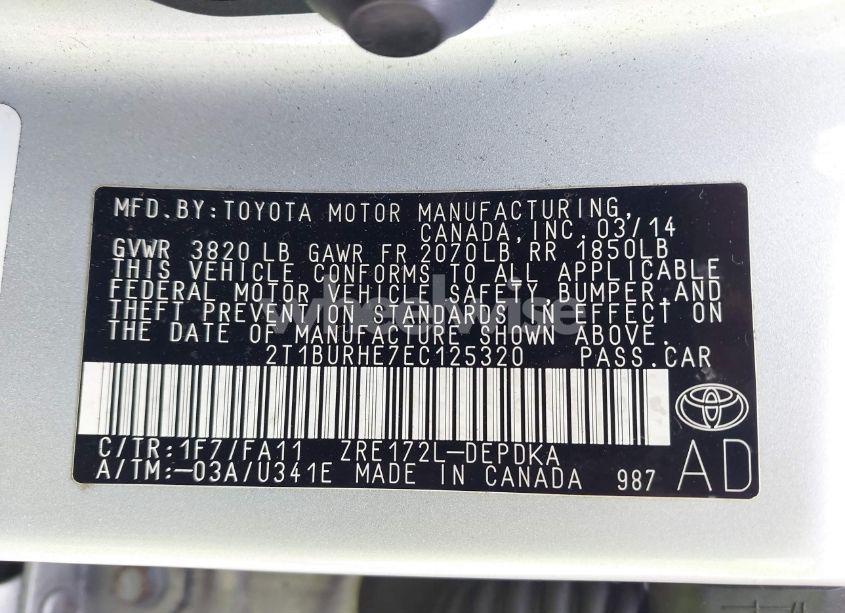 MFD.BY:TOYOTA MOTOR MANUFACTURING,
CANADA,INC. 03/14
GVWR 3820 LB GAWR FR 2070LB RR 1850LB
THIS VEHICLE CONFORMS TO ALL APPLICABLE
FEDERAL MOTOR VEHICLE SAFETY,BUMPER,AND
THEFT PREVENTION STANDARDS IN EFFECT ON
THE DATE OF MANUFACTURE SHOWN ABOVE.
2T1BURHE7EC125320 PASS.CAR
C/TR:1F7/FA11 ZRE172L-DEPDKA
A/TM:-03A/U341E MADE IN CANADA 987 AD
wheelwise